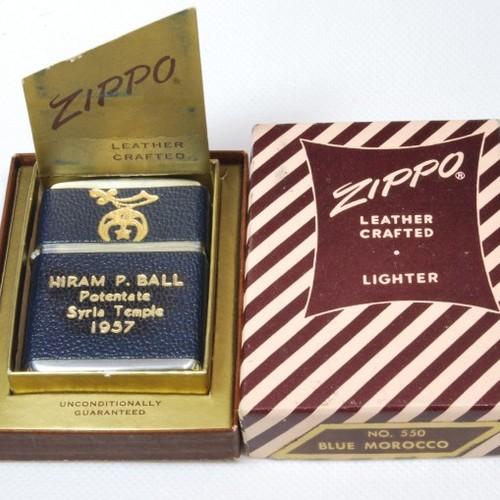 ZIPPO
LEATHER
CRAFTED
HIRAM P. BALL
Potentate
Syria Temple
1957
UNCONDITIONALLY
GUARANTEED
ZIPPO®
LEATHER
CRAFTED
•
LIGHTER
NO. 550
BLUE MOROCCO